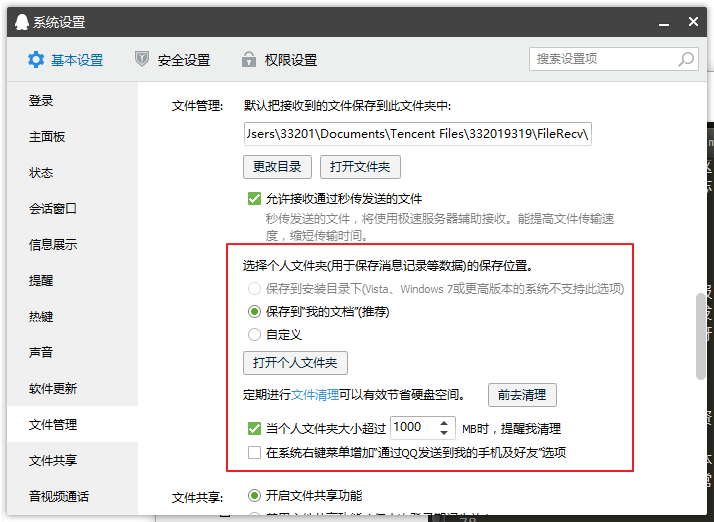 系统设置
基本设置
安全设置
权限设置
搜索设置项
登录
主面板
状态
会话窗口
信息展示
提醒
热键
声音
软件更新
文件管理
文件共享
音视频通话
文件管理:
默认把接收到的文件保存到此文件夹中:
Jsers\33201\Documents\Tencent Files\332019319\FileRecv\
更改目录
打开文件夹
允许接收通过秒传发送的文件
秒传发送的文件，将使用极速服务器辅助接收。能提高文件传输速
度，缩短传输时间。
选择个人文件夹(用于保存消息记录等数据)的保存位置。
保存到安装目录下(Vista、Windows 7或更高版本的系统不支持此选项)
保存到"我的文档"(推荐)
自定义
打开个人文件夹
定期进行文件清理可以有效节省硬盘空间。
前去清理
当个人文件夹大小超过 1000 MB时，提醒我清理
在系统右键菜单增加"通过QQ发送到我的手机及好友"选项
文件共享:
开启文件共享功能